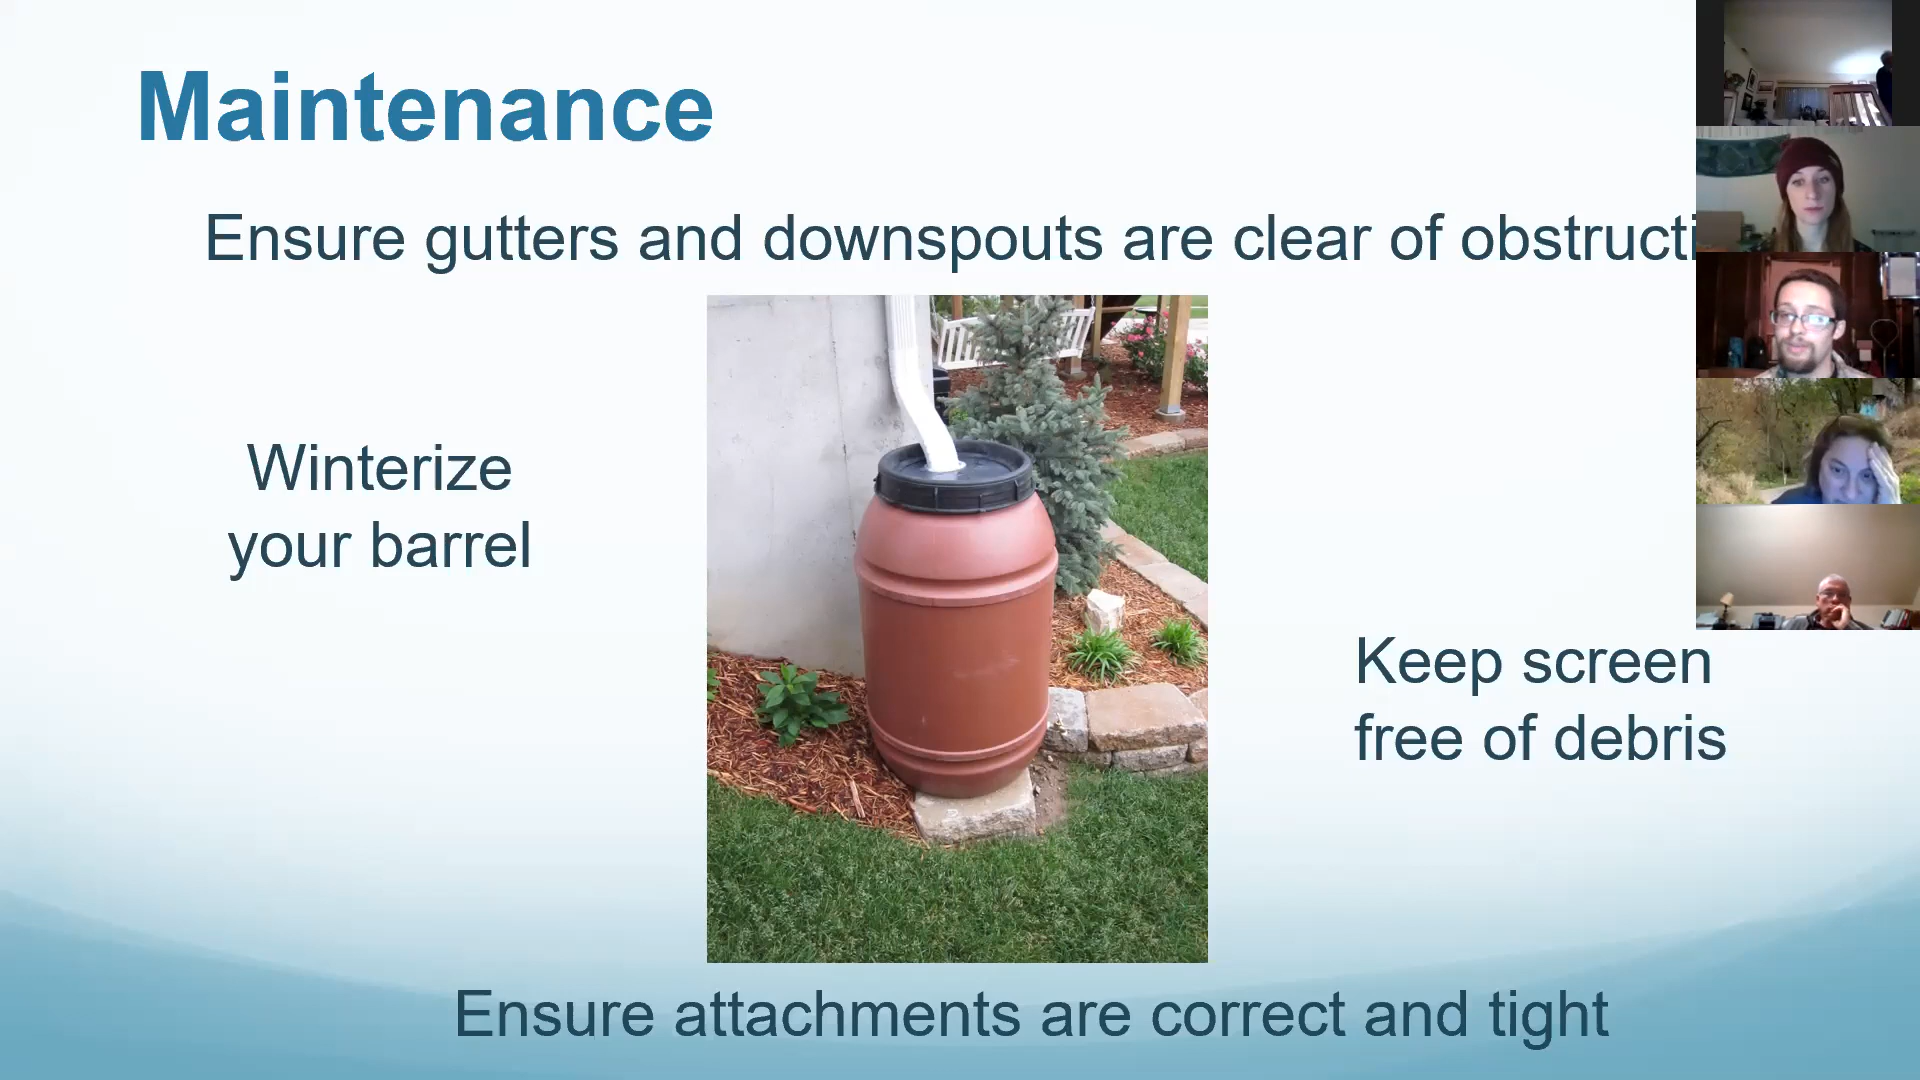 Maintenance
Ensure gutters and downspouts are clear of
Winterize
your barrel
Keep screen
free of debris
Ensure attachments are correct and tight